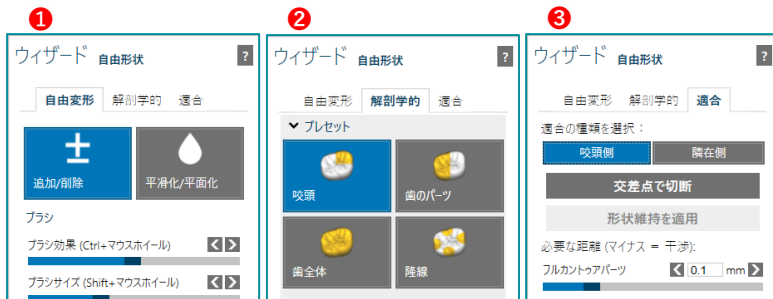 1
ウィザード 自由形状 ?
自由変形 解剖学的 適合
追加/削除 平滑化/平面化
ブラシ
ブラシ効果 (Ctrl+マウスホイール)
ブラシサイズ (Shift+マウスホイール)
2
ウィザード 自由形状 ?
自由変形 解剖学的 適合
プレセット
咬頭 歯のパーツ
歯全体 隆線
3
ウィザード 自由形状 ?
自由変形 解剖学的 適合
適合の種類を選択：
咬頭側 隣在側
交差点で切断
形状維持を適用
必要な距離 (マイナス = 干渉):
フルカントゥアパーツ 0.1 mm